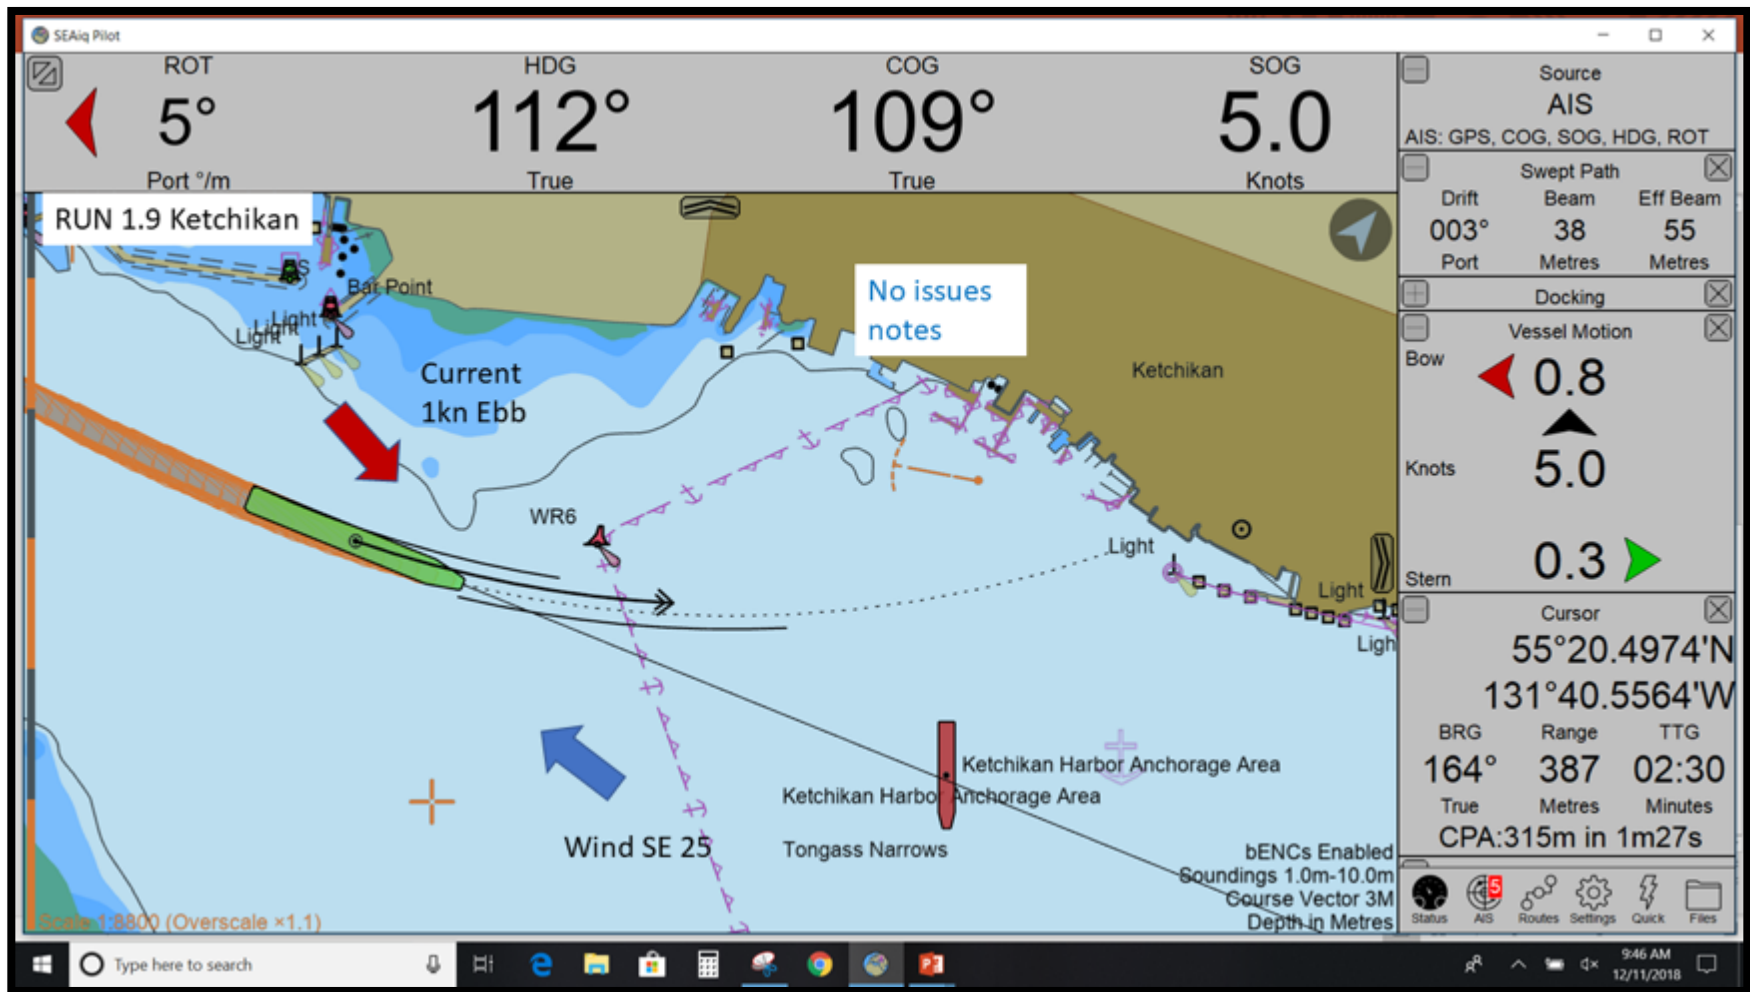 SEAiq Pilot
ROT
HDG
COG
SOG
5°
112°
109°
5.0
Port °/m
True
True
Knots
RUN 1.9 Ketchikan
S
Bar Point
Light
Light
Light
Current
1kn Ebb
No issues
notes
Ketchikan
WR6
Light
Light
Ligh
Ketchikan Harbor Anchorage Area
Ketchikan Harbor Anchorage Area
Wind SE 25
Tongass Narrows
bENCs Enabled
Soundings 1.0m-10.0m
Course Vector 3M
Depth in Metres
Scale 1:8800 (Overscale ×1.1)
Source
AIS
AIS: GPS, COG, SOG, HDG, ROT
Swept Path
Drift Beam Eff Beam
003° 38 55
Port Metres Metres
Docking
Vessel Motion
Bow 0.8
Knots 5.0
Stern 0.3
Cursor
55°20.4974'N
131°40.5564'W
BRG Range TTG
164° 387 02:30
True Metres Minutes
CPA:315m in 1m27s
5
Status AIS Routes Settings Quick Files
Type here to search
9:46 AM
12/11/2018